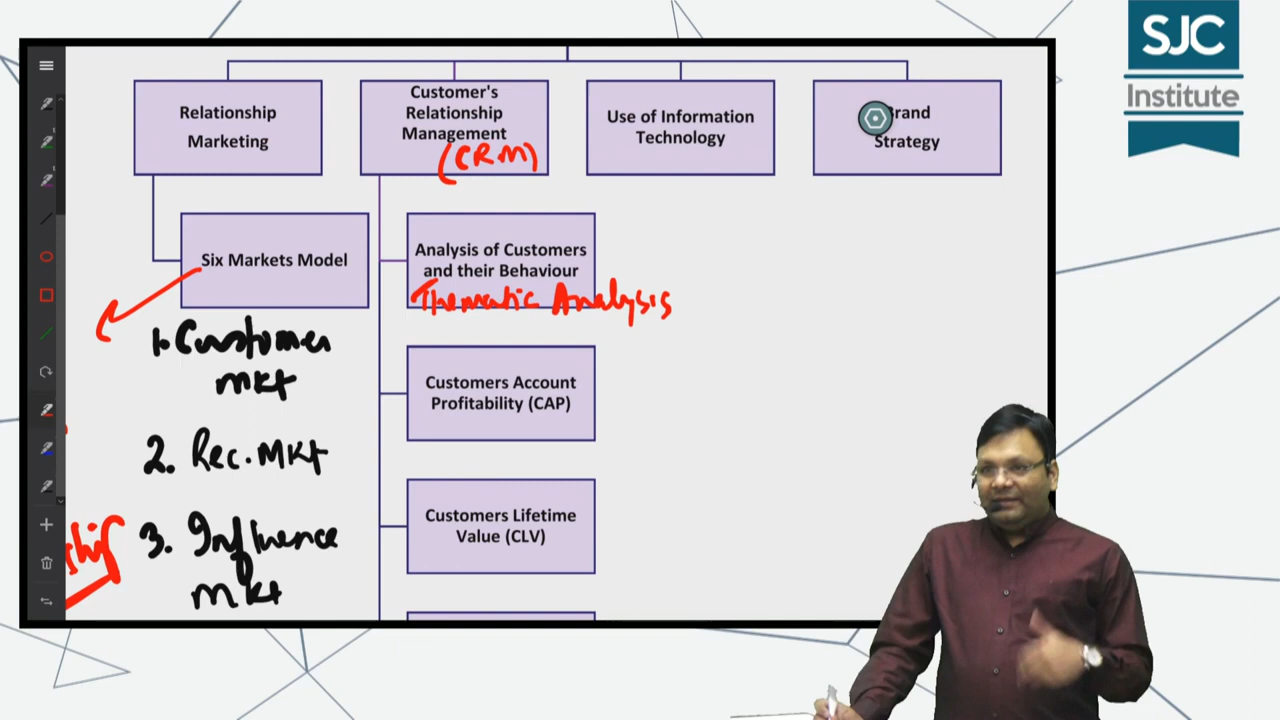 SJC
Institute
Relationship
Marketing
Customer's
Relationship
Management
(CRM)
Use of Information
Technology
Strategy
Six Markets Model
Analysis of Customers
and their Behaviour
Thematic Analysis
1. Customer
Mkt
2. Rec. Mkt
3. Influence
Mkt
Customers Account
Profitability (CAP)
Customers Lifetime
Value (CLV)